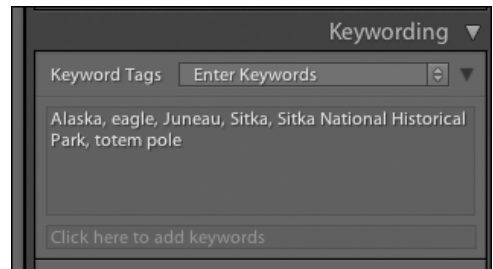 Keywording
Keyword Tags Enter Keywords
Alaska, eagle, Juneau, Sitka, Sitka National Historical
Park, totem pole
Click here to add keywords